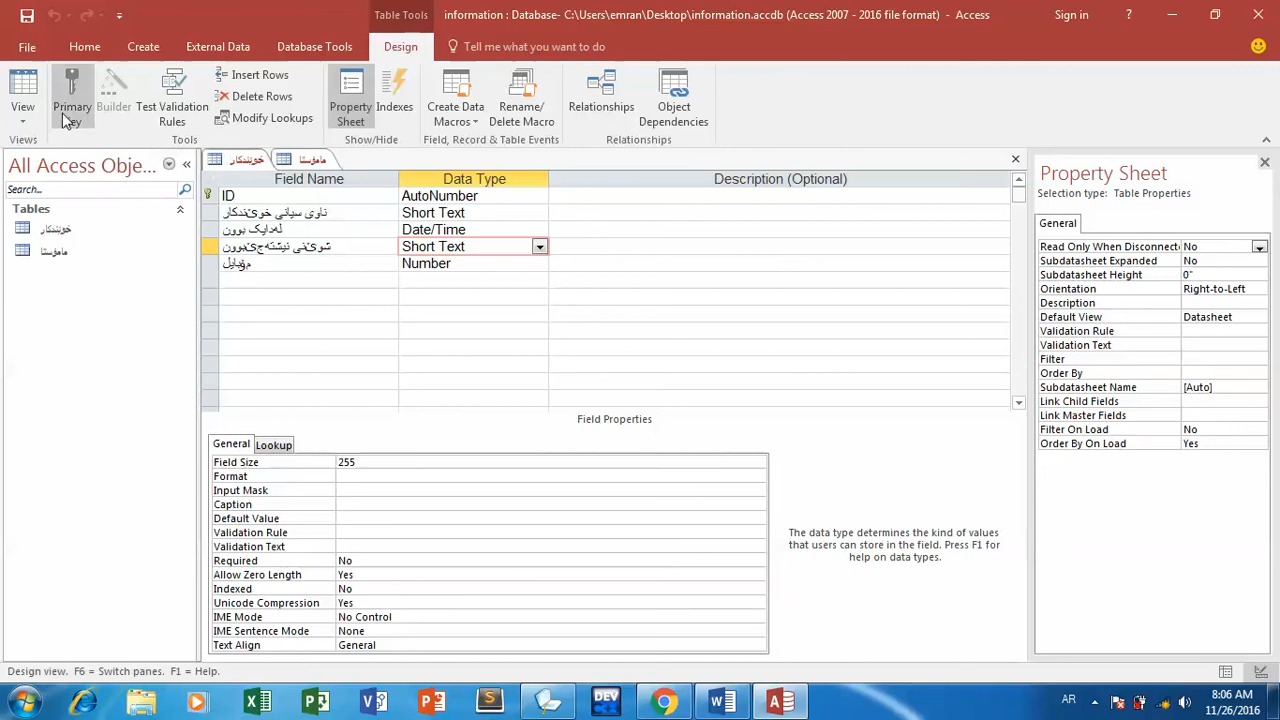 Table Tools
information : Database- C:\Users\emran\Desktop\information.accdb (Access 2007 - 2016 file format) - Access
Sign in
?
File
Home
Create
External Data
Database Tools
Design
Tell me what you want to do
View
Primary Key
Builder
Test Validation Rules
Insert Rows
Delete Rows
Modify Lookups
Property Sheet
Indexes
Create Data Macros
Rename/ Delete Macro
Relationships
Object Dependencies
Views
Tools
Show/Hide
Field, Record & Table Events
Relationships
All Access Obje...
Search...
Tables
خوێندکار
مامۆستا
خوێندکار
مامۆستا
Field Name Data Type Description (Optional)
ID AutoNumber
ناوی سیانی خوێندکار Short Text
لەدایک بوون Date/Time
شوێنی نیشتەجێبوون Short Text
مۆبایل Number
Field Properties
General Lookup
Field Size 255
Format
Input Mask
Caption
Default Value
Validation Rule
Validation Text
Required No
Allow Zero Length Yes
Indexed No
Unicode Compression Yes
IME Mode No Control
IME Sentence Mode None
Text Align General
The data type determines the kind of values
that users can store in the field. Press F1 for
help on data types.
Property Sheet
Selection type: Table Properties
General
Read Only When Disconnect No
Subdatasheet Expanded No
Subdatasheet Height 0"
Orientation Right-to-Left
Description
Default View Datasheet
Validation Rule
Validation Text
Filter
Order By
Subdatasheet Name [Auto]
Link Child Fields
Link Master Fields
Filter On Load No
Order By On Load Yes
Design view. F6 = Switch panes. F1 = Help.
DEV
AR
8:06 AM
11/26/2016